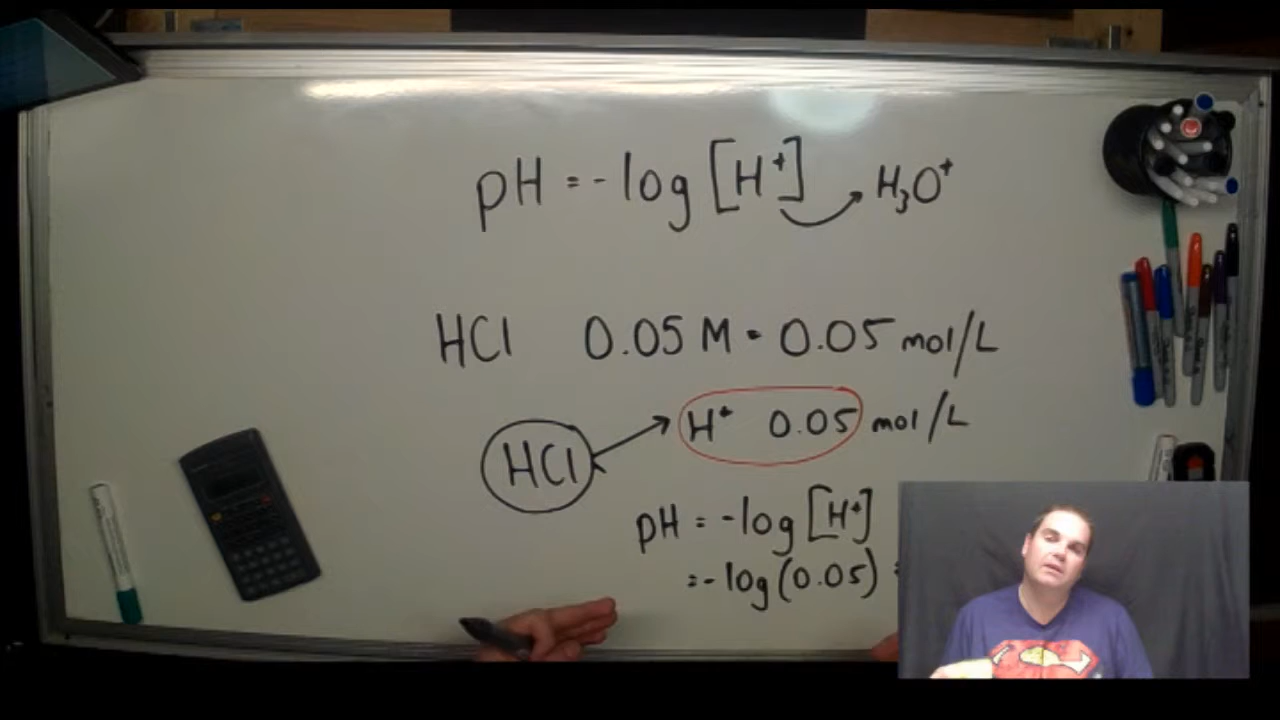 pH = -log [H⁺] → H₃O⁺
HCl 0.05 M = 0.05 mol/L
HCl → H⁺ 0.05 mol/L
pH = -log [H⁺]
= -log (0.05) =